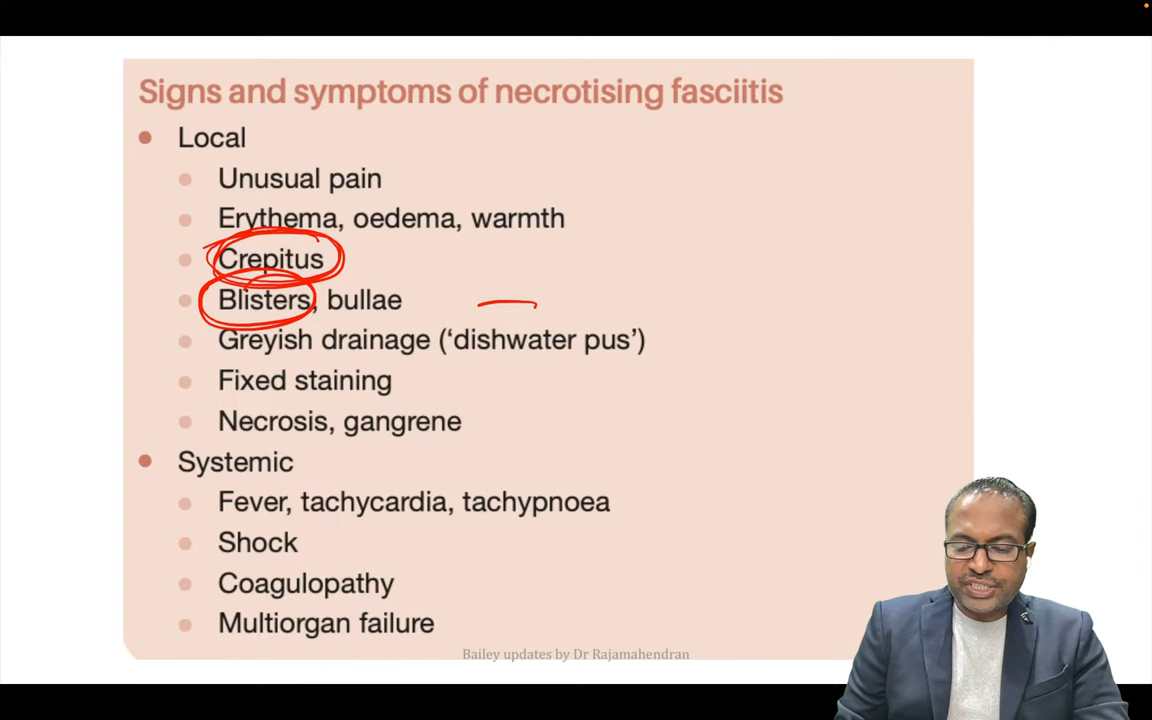 Signs and symptoms of necrotising fasciitis
Local
Unusual pain
Erythema, oedema, warmth
Crepitus
Blisters, bullae
Greyish drainage (‘dishwater pus’)
Fixed staining
Necrosis, gangrene
Systemic
Fever, tachycardia, tachypnoea
Shock
Coagulopathy
Multiorgan failure
Bailey updates by Dr Rajamahendran